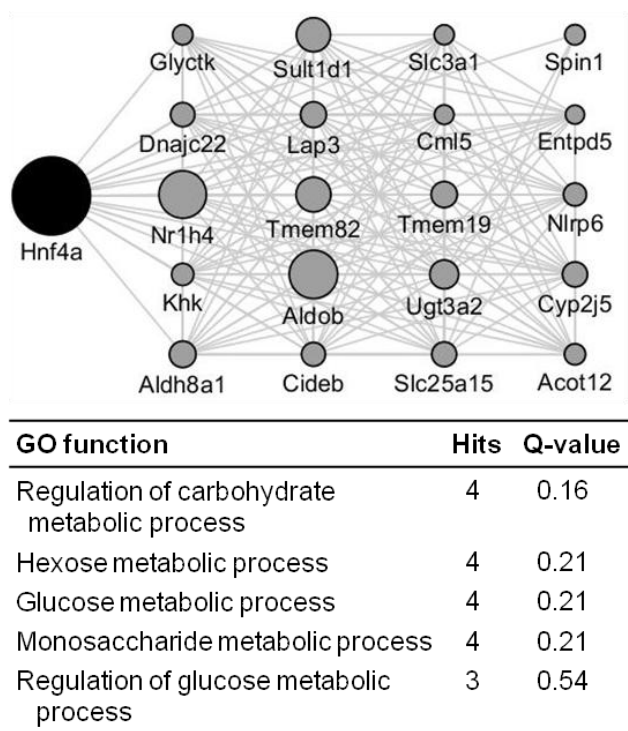 Glyctk Sult1d1 Slc3a1 Spin1
Dnajc22 Lap3 Cml5 Entpd5
Hnf4a Nr1h4 Tmem82 Tmem19 Nlrp6
Khk Aldob Ugt3a2 Cyp2j5
Aldh8a1 Cideb Slc25a15 Acot12
GO function Hits Q-value
Regulation of carbohydrate 4 0.16
metabolic process
Hexose metabolic process 4 0.21
Glucose metabolic process 4 0.21
Monosaccharide metabolic process 4 0.21
Regulation of glucose metabolic 3 0.54
process